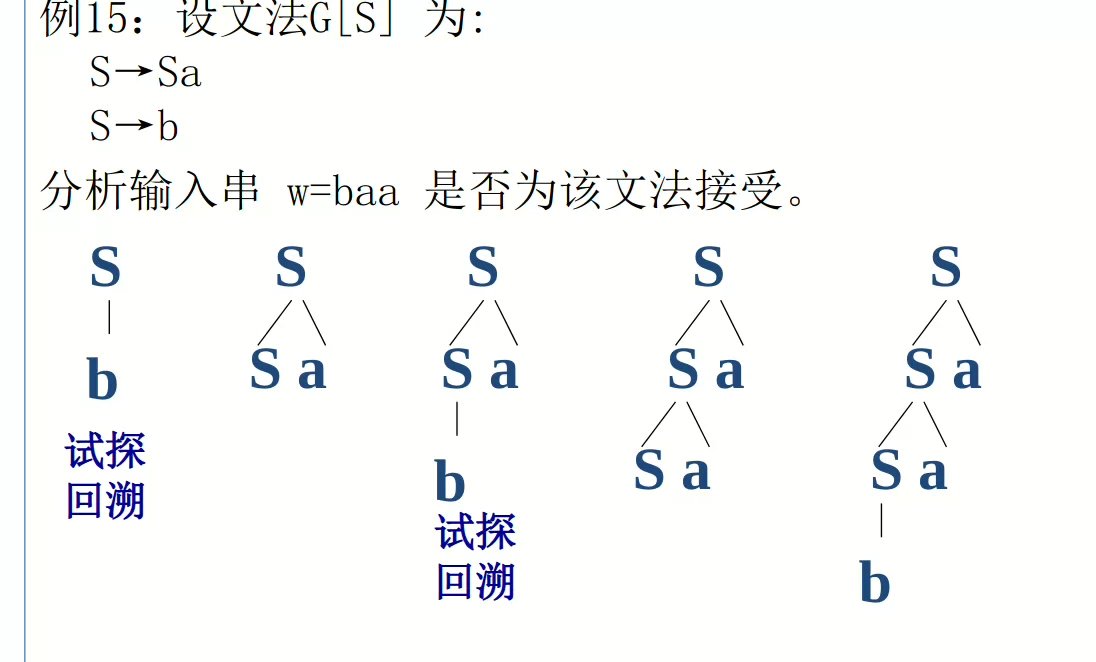 例15：设文法G[S] 为:
S→Sa
S→b
分析输入串 w=baa 是否为该文法接受。
S S S S S
b S a S a S a S a
试探
回溯
b S a S a
试探
回溯
b